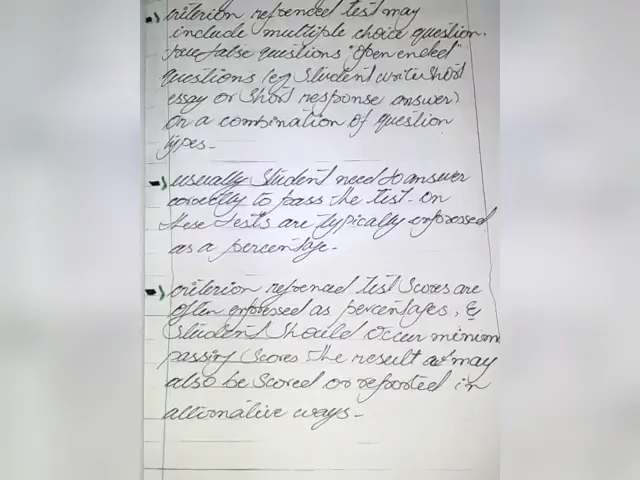 criterion refrenced test may
include multiple choice question.
true false questions "open ended"
questions (eg student write short
essay or short response answer)
or a combination of question
types-
usually student need to answer
correctly to pass the test- on
these tests are typically expressed
as a percentage-
criterion refrenced test scores are
often expressed as percentages, &
student should occur minimum
passing scores the result may
also be scored or reported in
alternative ways-